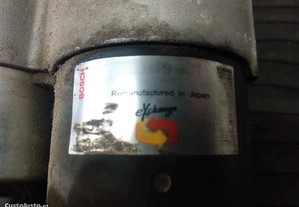 BOSCH
Remanufactured in Japan
eXchange
CustoJusto.pt